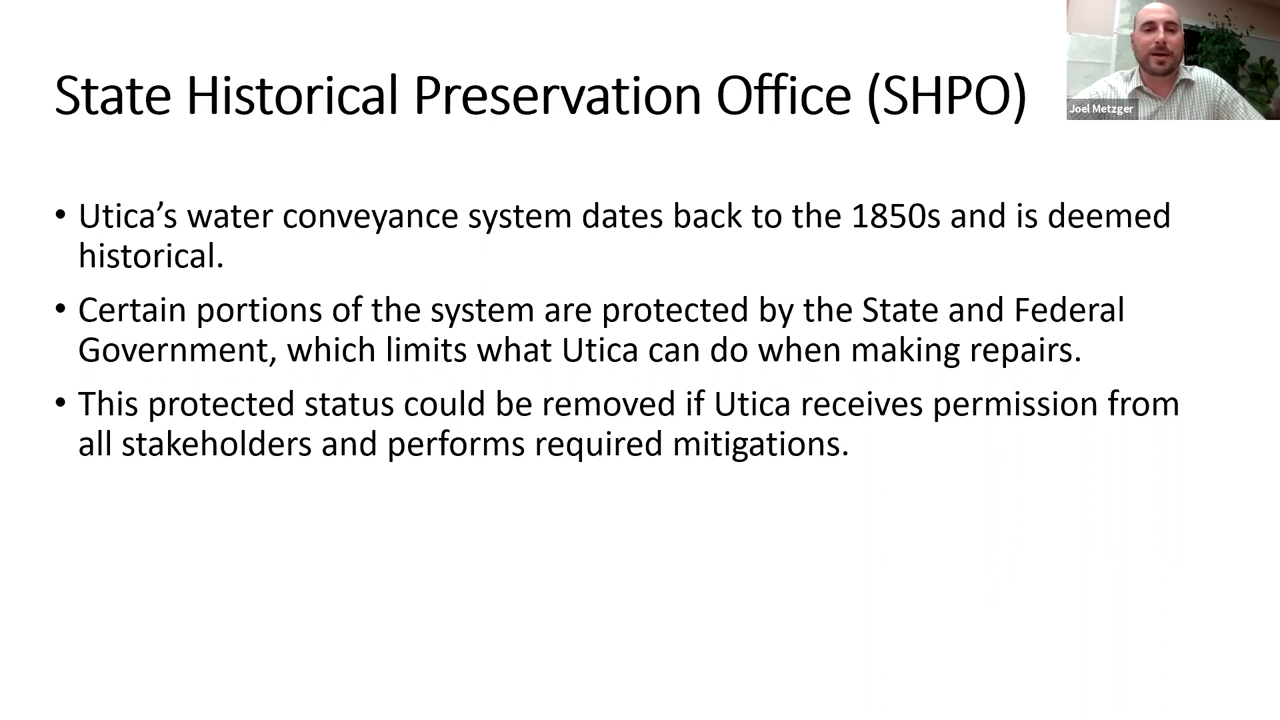 State Historical Preservation Office (SHPO)
Joel Metzger
• Utica’s water conveyance system dates back to the 1850s and is deemed
historical.
• Certain portions of the system are protected by the State and Federal
Government, which limits what Utica can do when making repairs.
• This protected status could be removed if Utica receives permission from
all stakeholders and performs required mitigations.